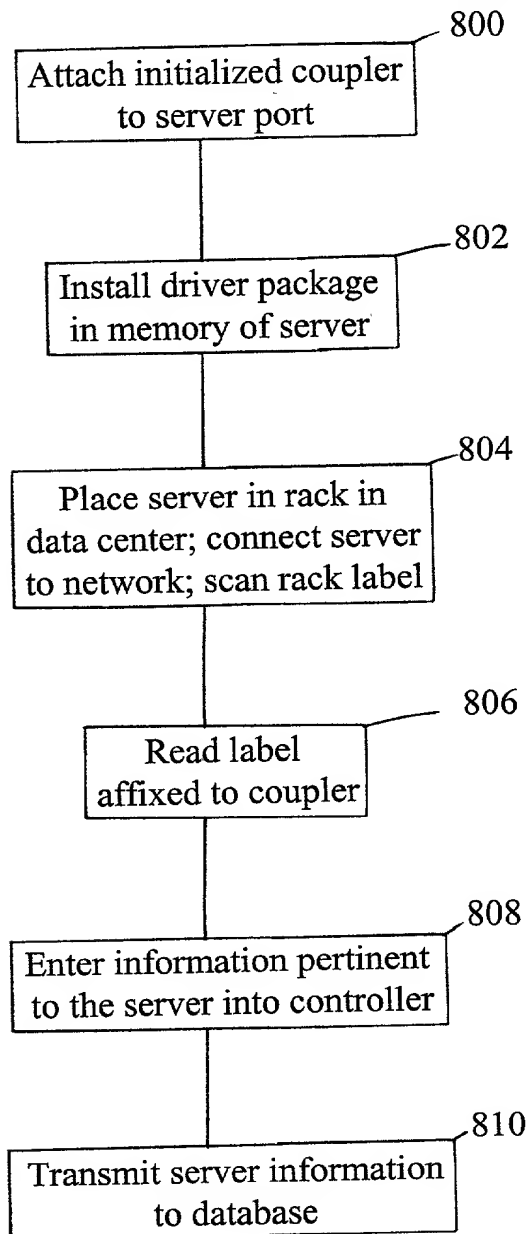 800
Attach initialized coupler
to server port
802
Install driver package
in memory of server
804
Place server in rack in
data center; connect server
to network; scan rack label
806
Read label
affixed to coupler
808
Enter information pertinent
to the server into controller
810
Transmit server information
to database